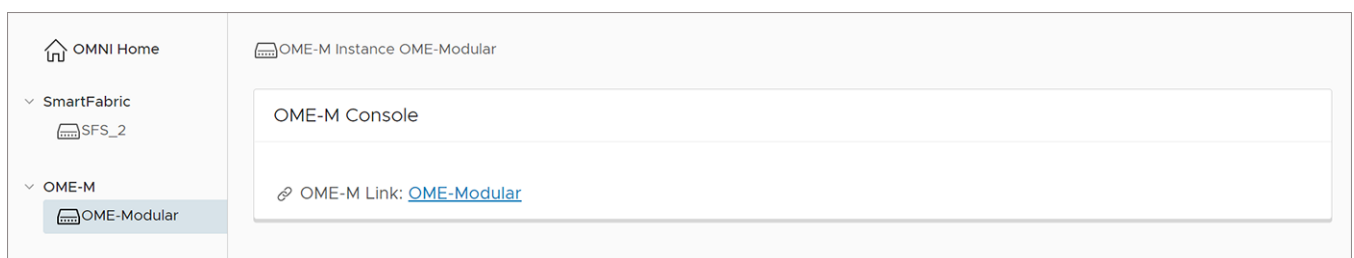 OMNI Home
SmartFabric
SFS_2
OME-M
OME-Modular
OME-M Instance OME-Modular
OME-M Console
OME-M Link: OME-Modular